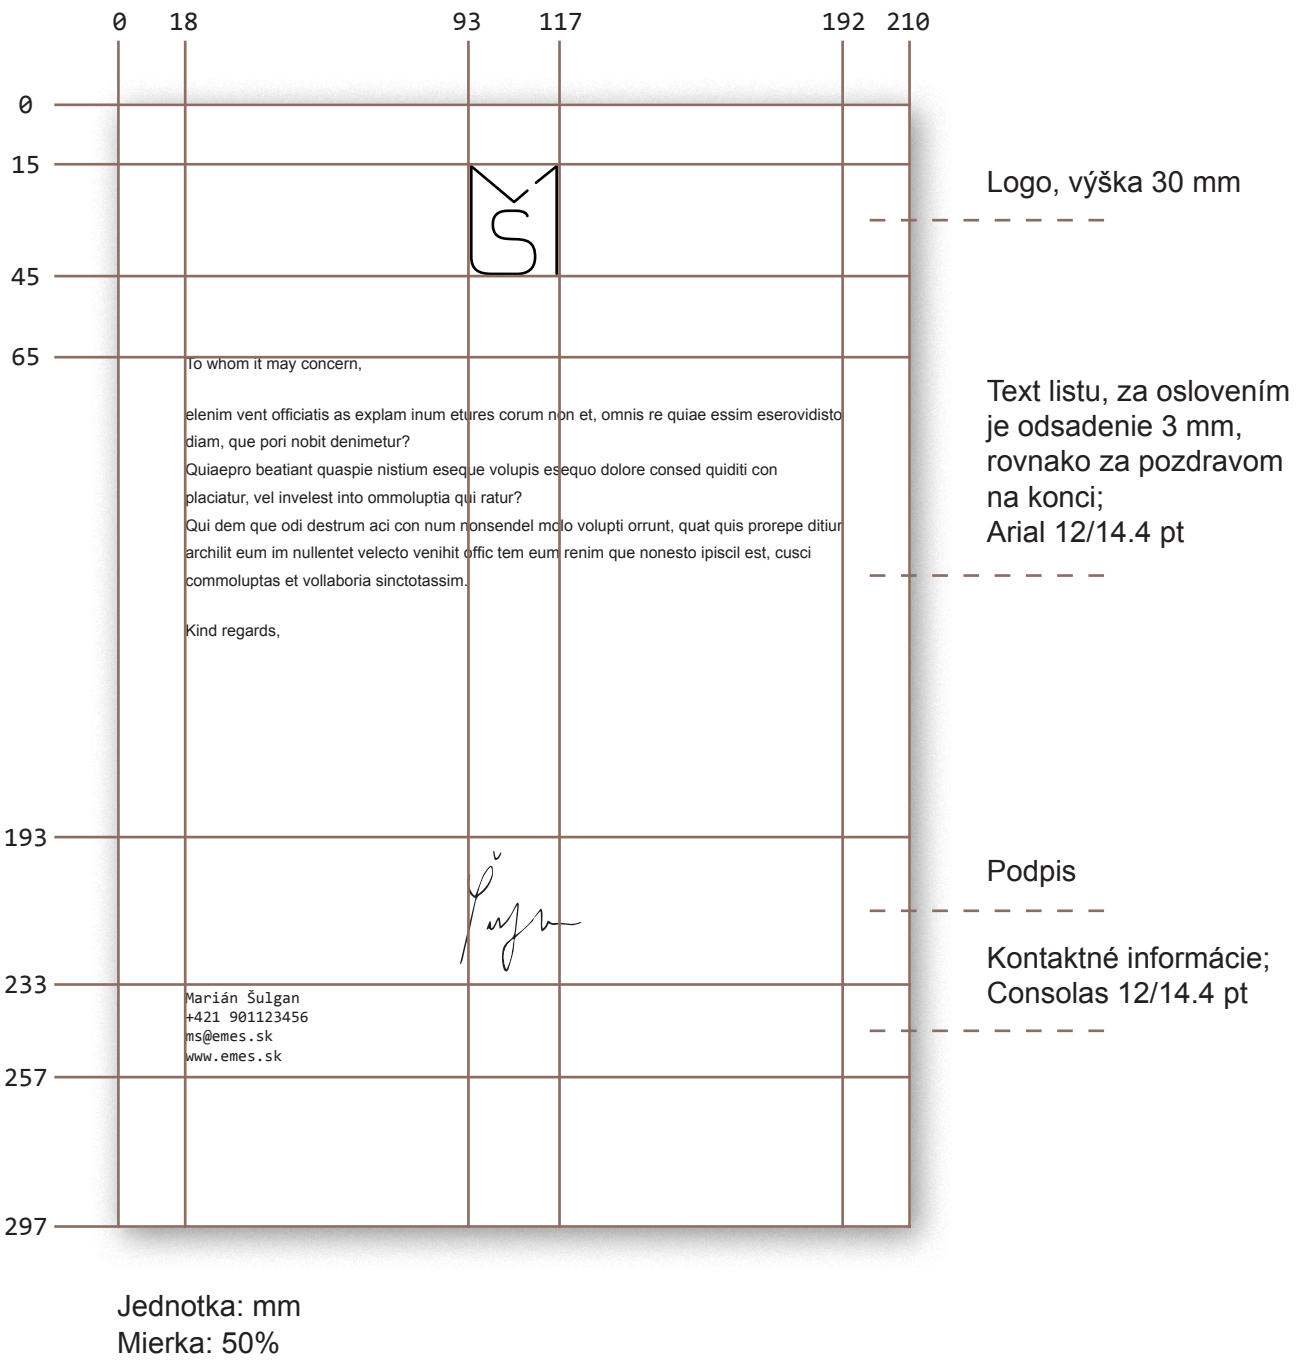 0 18 93 117 192 210
0
15
Logo, výška 30 mm
MŠ
45
65
To whom it may concern,
Text listu, za oslovením
je odsadenie 3 mm,
rovnako za pozdravom
na konci;
Arial 12/14.4 pt
elenim vent officiatis as explam inum etures corum non et, omnis re quiae essim eserovidisto
diam, que pori nobit denimetur?
Quiaepro beatiant quaspie nistium eseque volupis esequo dolore consed quiditi con
placiatur, vel invelest into ommoluptia qui ratur?
Qui dem que odi destrum aci con num nonsendel molo volupti orrunt, quat quis prorepe ditiur
archilit eum im nullentet velecto venihit offic tem eum renim que nonesto ipiscil est, cusci
commoluptas et vollaboria sinctotassim.
Kind regards,
193
Podpis
233
Kontaktné informácie;
Consolas 12/14.4 pt
Marián Šulgan
+421 901123456
ms@emes.sk
www.emes.sk
257
297
Jednotka: mm
Mierka: 50%